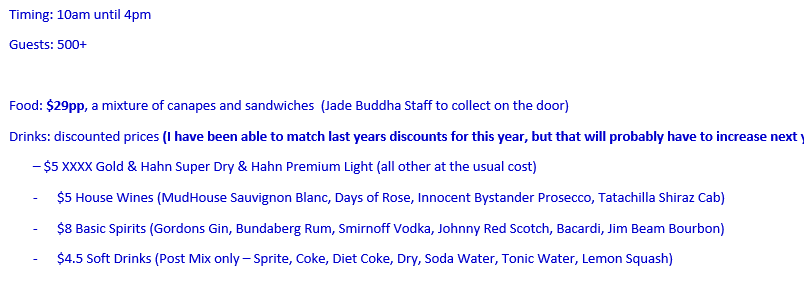 Timing: 10am until 4pm
Guests: 500+
Food: $29pp, a mixture of canapes and sandwiches  (Jade Buddha Staff to collect on the door)
Drinks: discounted prices (I have been able to match last years discounts for this year, but that will probably have to increase next
– $5 XXXX Gold & Hahn Super Dry & Hahn Premium Light (all other at the usual cost)
- $5 House Wines (MudHouse Sauvignon Blanc, Days of Rose, Innocent Bystander Prosecco, Tatachilla Shiraz Cab)
- $8 Basic Spirits (Gordons Gin, Bundaberg Rum, Smirnoff Vodka, Johnny Red Scotch, Bacardi, Jim Beam Bourbon)
- $4.5 Soft Drinks (Post Mix only – Sprite, Coke, Diet Coke, Dry, Soda Water, Tonic Water, Lemon Squash)